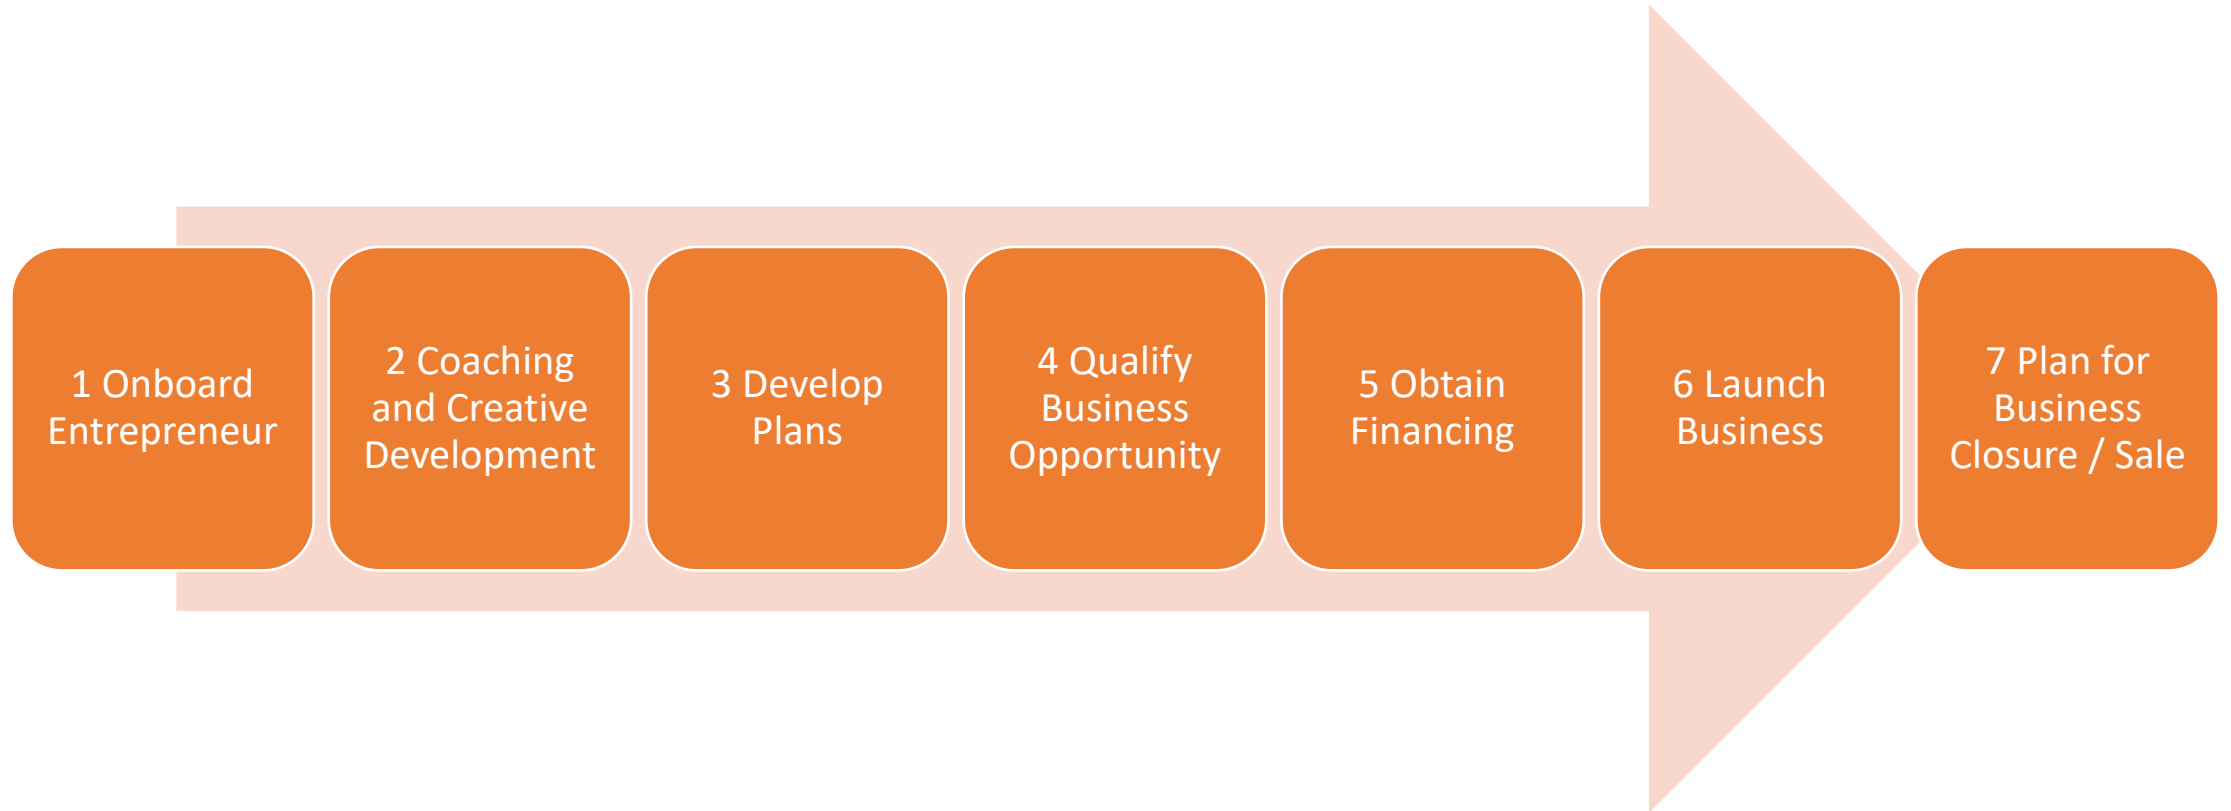 1 Onboard
Entrepreneur
2 Coaching
and Creative
Development
3 Develop
Plans
4 Qualify
Business
Opportunity
5 Obtain
Financing
6 Launch
Business
7 Plan for
Business
Closure / Sale